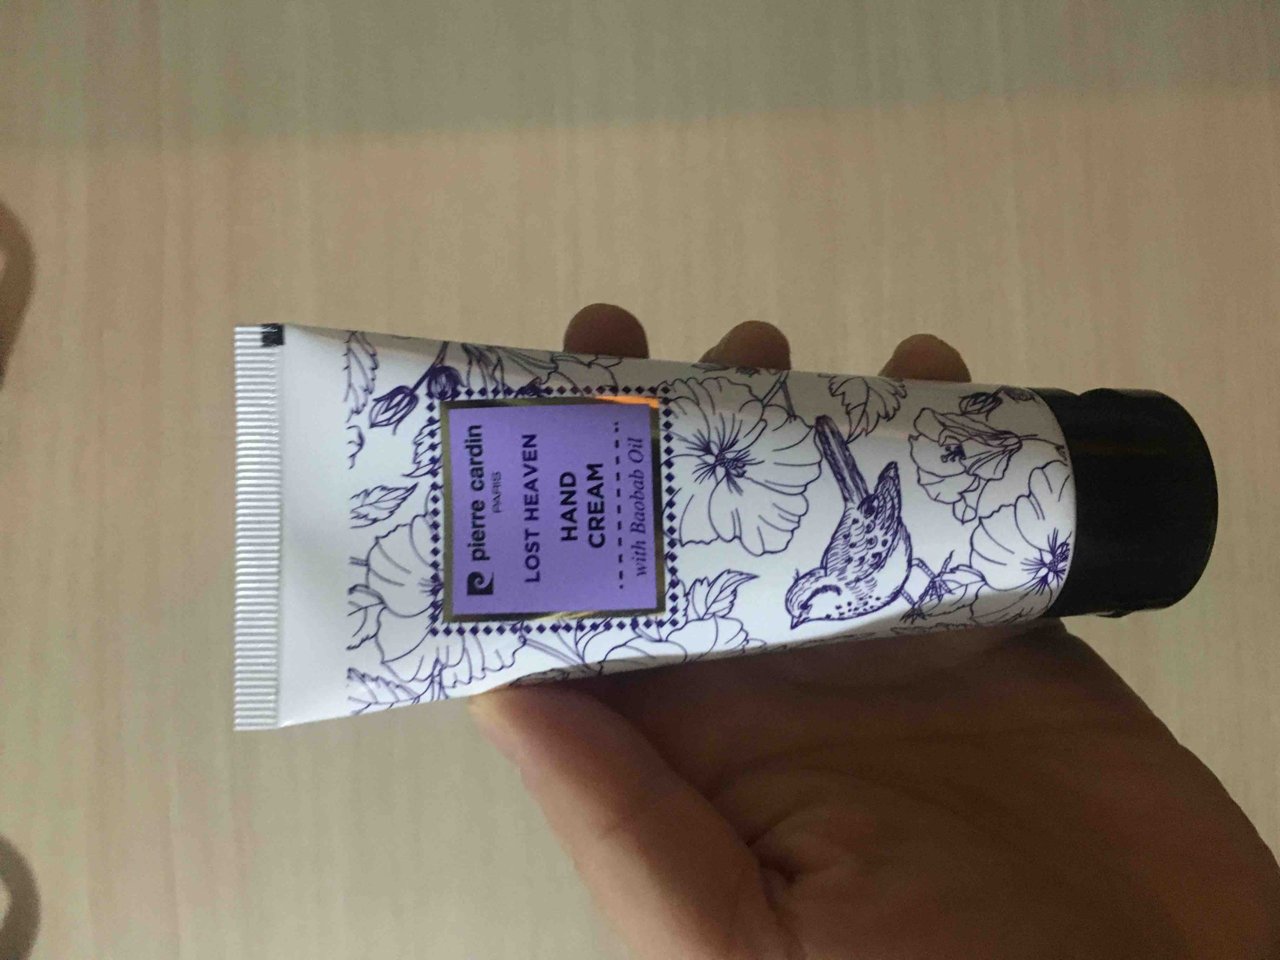 pierre cardin
PARIS
LOST HEAVEN
HAND
CREAM
with Baobab Oil